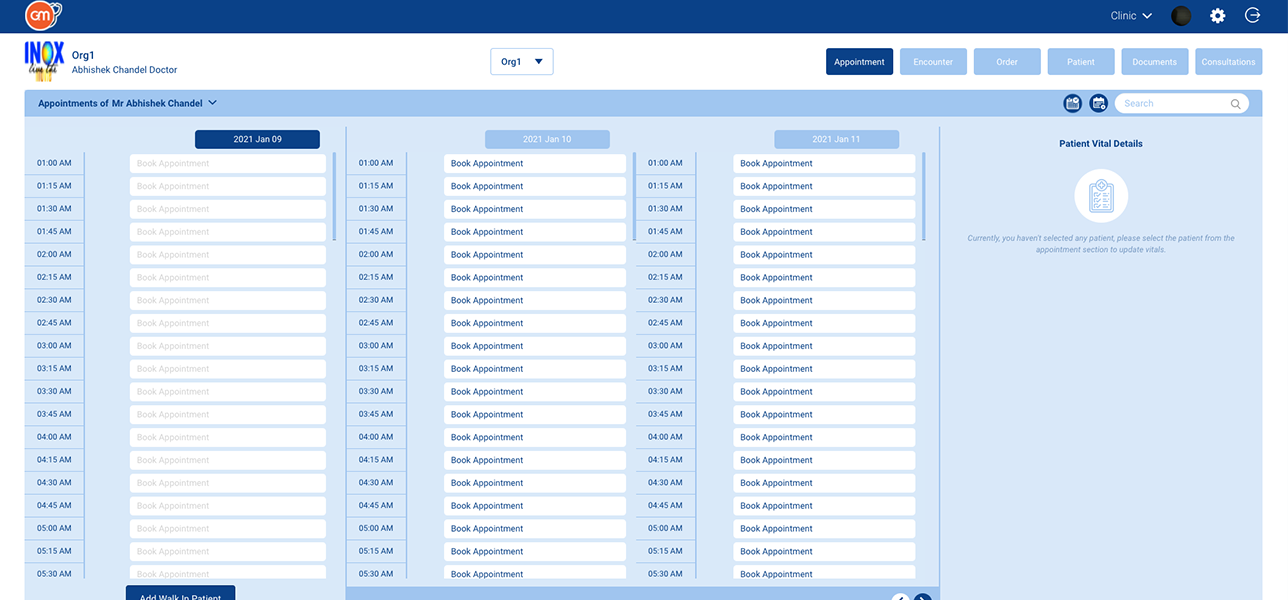 CM
Clinic
INOX
Org1
Abhishek Chandel Doctor
Org1
Appointment
Encounter
Order
Patient
Documents
Consultations
Appointments of Mr Abhishek Chandel
Search
2021 Jan 09
2021 Jan 10
2021 Jan 11
Patient Vital Details
01:00 AM Book Appointment 01:00 AM Book Appointment 01:00 AM Book Appointment
01:15 AM Book Appointment 01:15 AM Book Appointment 01:15 AM Book Appointment
01:30 AM Book Appointment 01:30 AM Book Appointment 01:30 AM Book Appointment
01:45 AM Book Appointment 01:45 AM Book Appointment 01:45 AM Book Appointment
02:00 AM Book Appointment 02:00 AM Book Appointment 02:00 AM Book Appointment
02:15 AM Book Appointment 02:15 AM Book Appointment 02:15 AM Book Appointment
02:30 AM Book Appointment 02:30 AM Book Appointment 02:30 AM Book Appointment
02:45 AM Book Appointment 02:45 AM Book Appointment 02:45 AM Book Appointment
03:00 AM Book Appointment 03:00 AM Book Appointment 03:00 AM Book Appointment
03:15 AM Book Appointment 03:15 AM Book Appointment 03:15 AM Book Appointment
03:30 AM Book Appointment 03:30 AM Book Appointment 03:30 AM Book Appointment
03:45 AM Book Appointment 03:45 AM Book Appointment 03:45 AM Book Appointment
04:00 AM Book Appointment 04:00 AM Book Appointment 04:00 AM Book Appointment
04:15 AM Book Appointment 04:15 AM Book Appointment 04:15 AM Book Appointment
04:30 AM Book Appointment 04:30 AM Book Appointment 04:30 AM Book Appointment
04:45 AM Book Appointment 04:45 AM Book Appointment 04:45 AM Book Appointment
05:00 AM Book Appointment 05:00 AM Book Appointment 05:00 AM Book Appointment
05:15 AM Book Appointment 05:15 AM Book Appointment 05:15 AM Book Appointment
05:30 AM Book Appointment 05:30 AM Book Appointment 05:30 AM Book Appointment
Currently, you haven't selected any patient, please select the patient from the
appointment section to update vitals.
Add Walk In Patient